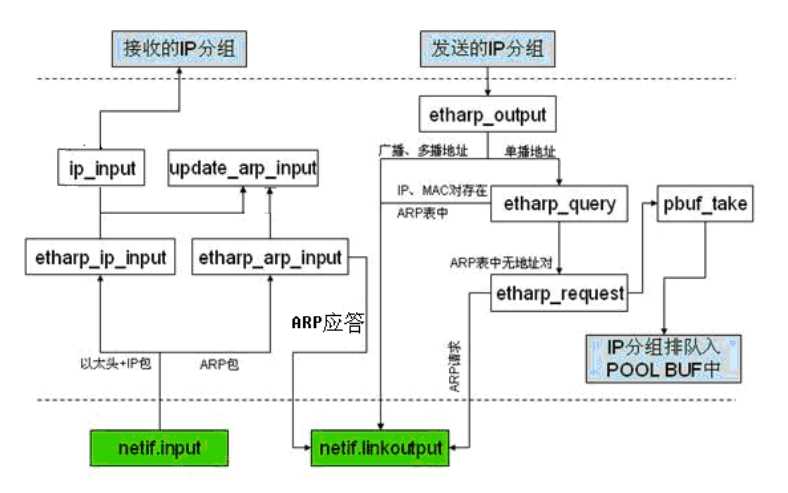 接收的IP分组
发送的IP分组
etharp_output
广播、多播地址
单播地址
ip_input
update_arp_input
IP、MAC对存在
ARP表中
etharp_query
pbuf_take
etharp_ip_input
etharp_arp_input
ARP表中无地址对
etharp_request
ARP应答
IP分组排队入
POOL BUF中
以太头+IP包
ARP包
ARP请求
netif.input
netif.linkoutput